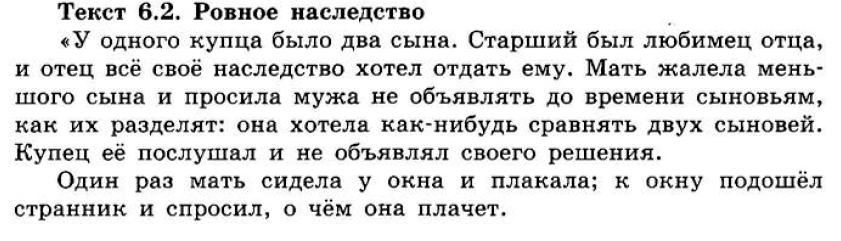 Текст 6.2. Ровное наследство
«У одного купца было два сына. Старший был любимец отца,
и отец всё своё наследство хотел отдать ему. Мать жалела мень-
шого сына и просила мужа не объявлять до времени сыновьям,
как их разделят: она хотела как-нибудь сравнять двух сыновей.
Купец её послушал и не объявлял своего решения.
Один раз мать сидела у окна и плакала; к окну подошёл
странник и спросил, о чём она плачет.